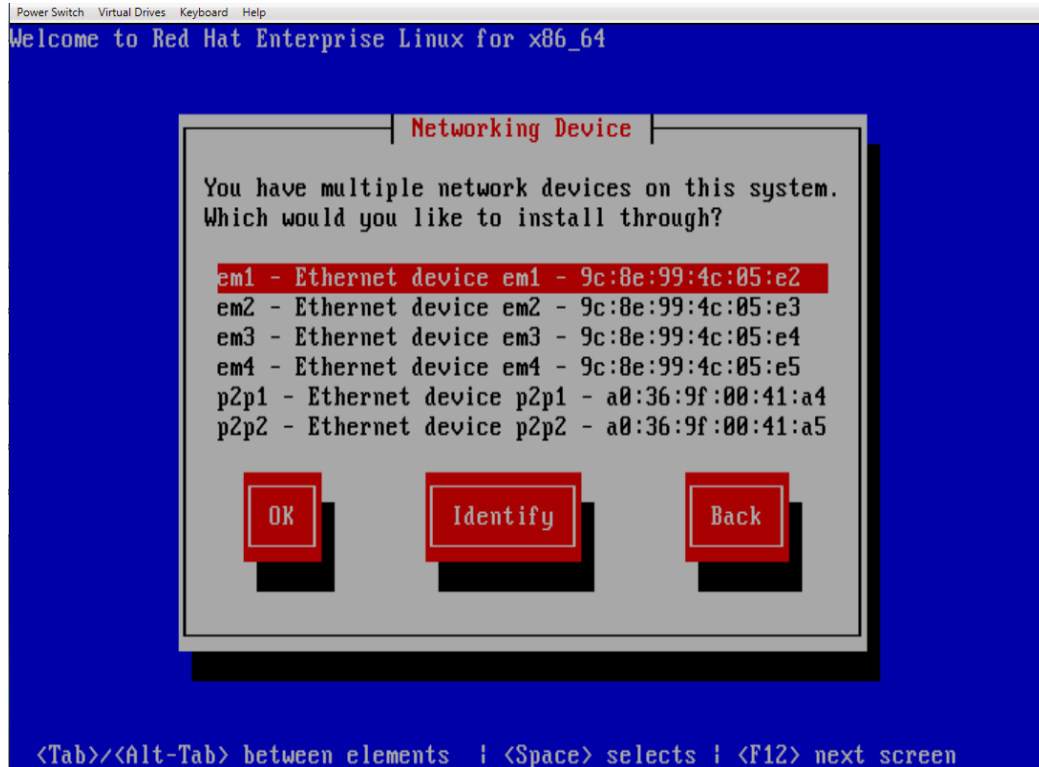 Power Switch Virtual Drives Keyboard Help
Welcome to Red Hat Enterprise Linux for x86_64
Networking Device
You have multiple network devices on this system.
Which would you like to install through?
em1 - Ethernet device em1 - 9c:8e:99:4c:05:e2
em2 - Ethernet device em2 - 9c:8e:99:4c:05:e3
em3 - Ethernet device em3 - 9c:8e:99:4c:05:e4
em4 - Ethernet device em4 - 9c:8e:99:4c:05:e5
p2p1 - Ethernet device p2p1 - a0:36:9f:00:41:a4
p2p2 - Ethernet device p2p2 - a0:36:9f:00:41:a5
OK Identify Back
<Tab>/<Alt-Tab> between elements | <Space> selects | <F12> next screen